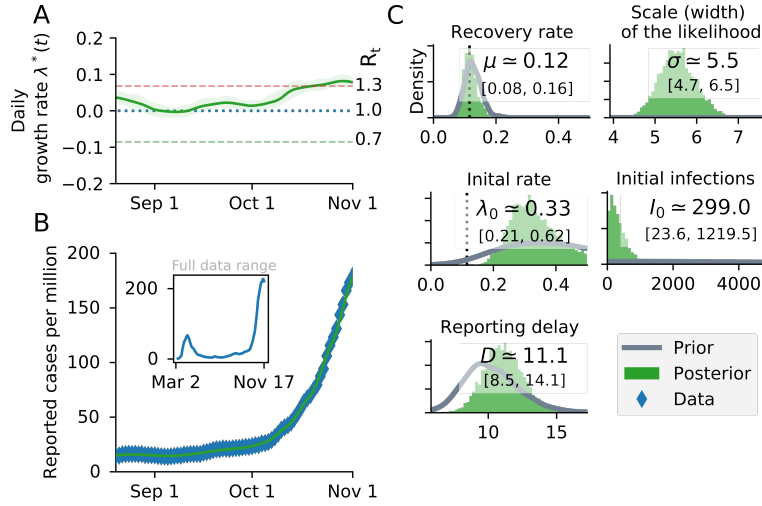 A
0.2
0.1
0.0
−0.1
−0.2
Daily
growth rate λ*(t)
Rt
1.3
1.0
0.7
Sep 1
Oct 1
Nov 1
B
200
150
100
50
0
Reported cases per million
Full data range
200
0
Mar 2
Nov 17
Sep 1
Oct 1
Nov 1
C
Recovery rate
μ ≃ 0.12
[0.08, 0.16]
Density
0.0
0.2
0.4
Scale (width)
of the likelihood
σ ≃ 5.5
[4.7, 6.5]
4
5
6
7
Inital rate
λ0 ≃ 0.33
[0.21, 0.62]
0.0
0.2
0.4
Initial infections
I0 ≃ 299.0
[23.6, 1219.5]
0
2000
4000
Reporting delay
D ≃ 11.1
[8.5, 14.1]
10
15
Prior
Posterior
Data